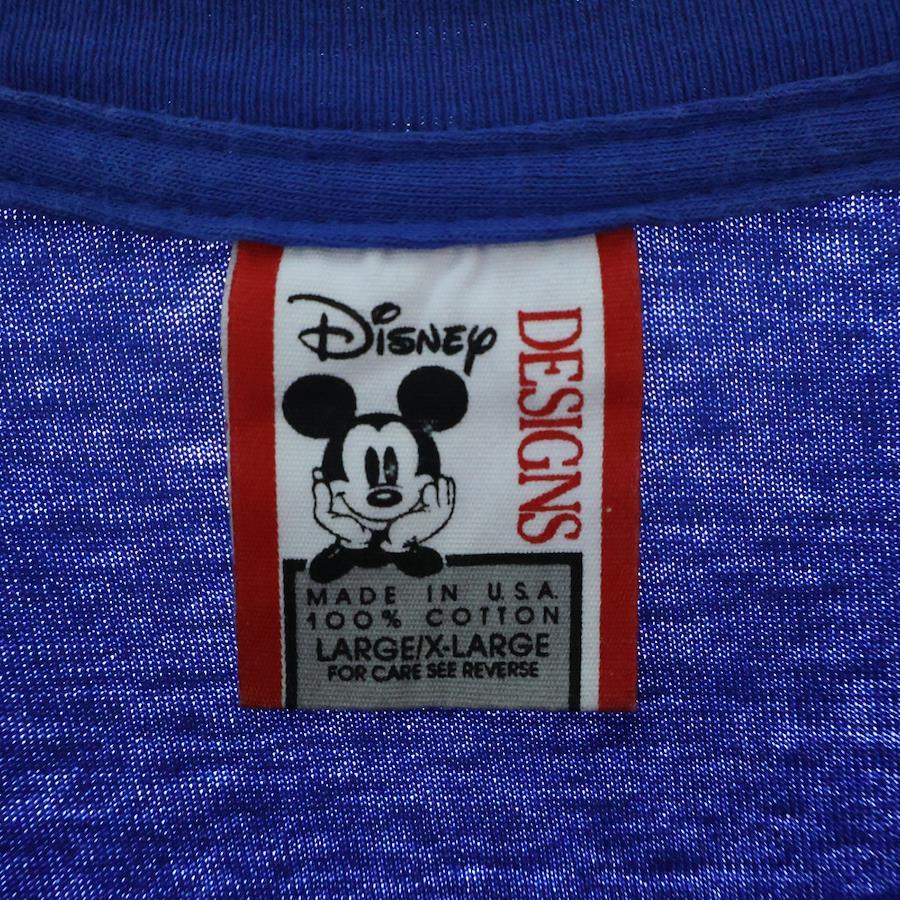 Disney
DESIGNS
MADE IN U.S.A.
100% COTTON
LARGE/X-LARGE
FOR CARE SEE REVERSE